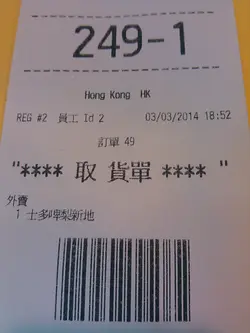 249-1
Hong Kong HK
REG #2 員工 Id 2 03/03/2014 18:52
訂單 49
"**** 取 貨單 **** "
外賣
1 士多啤梨新地